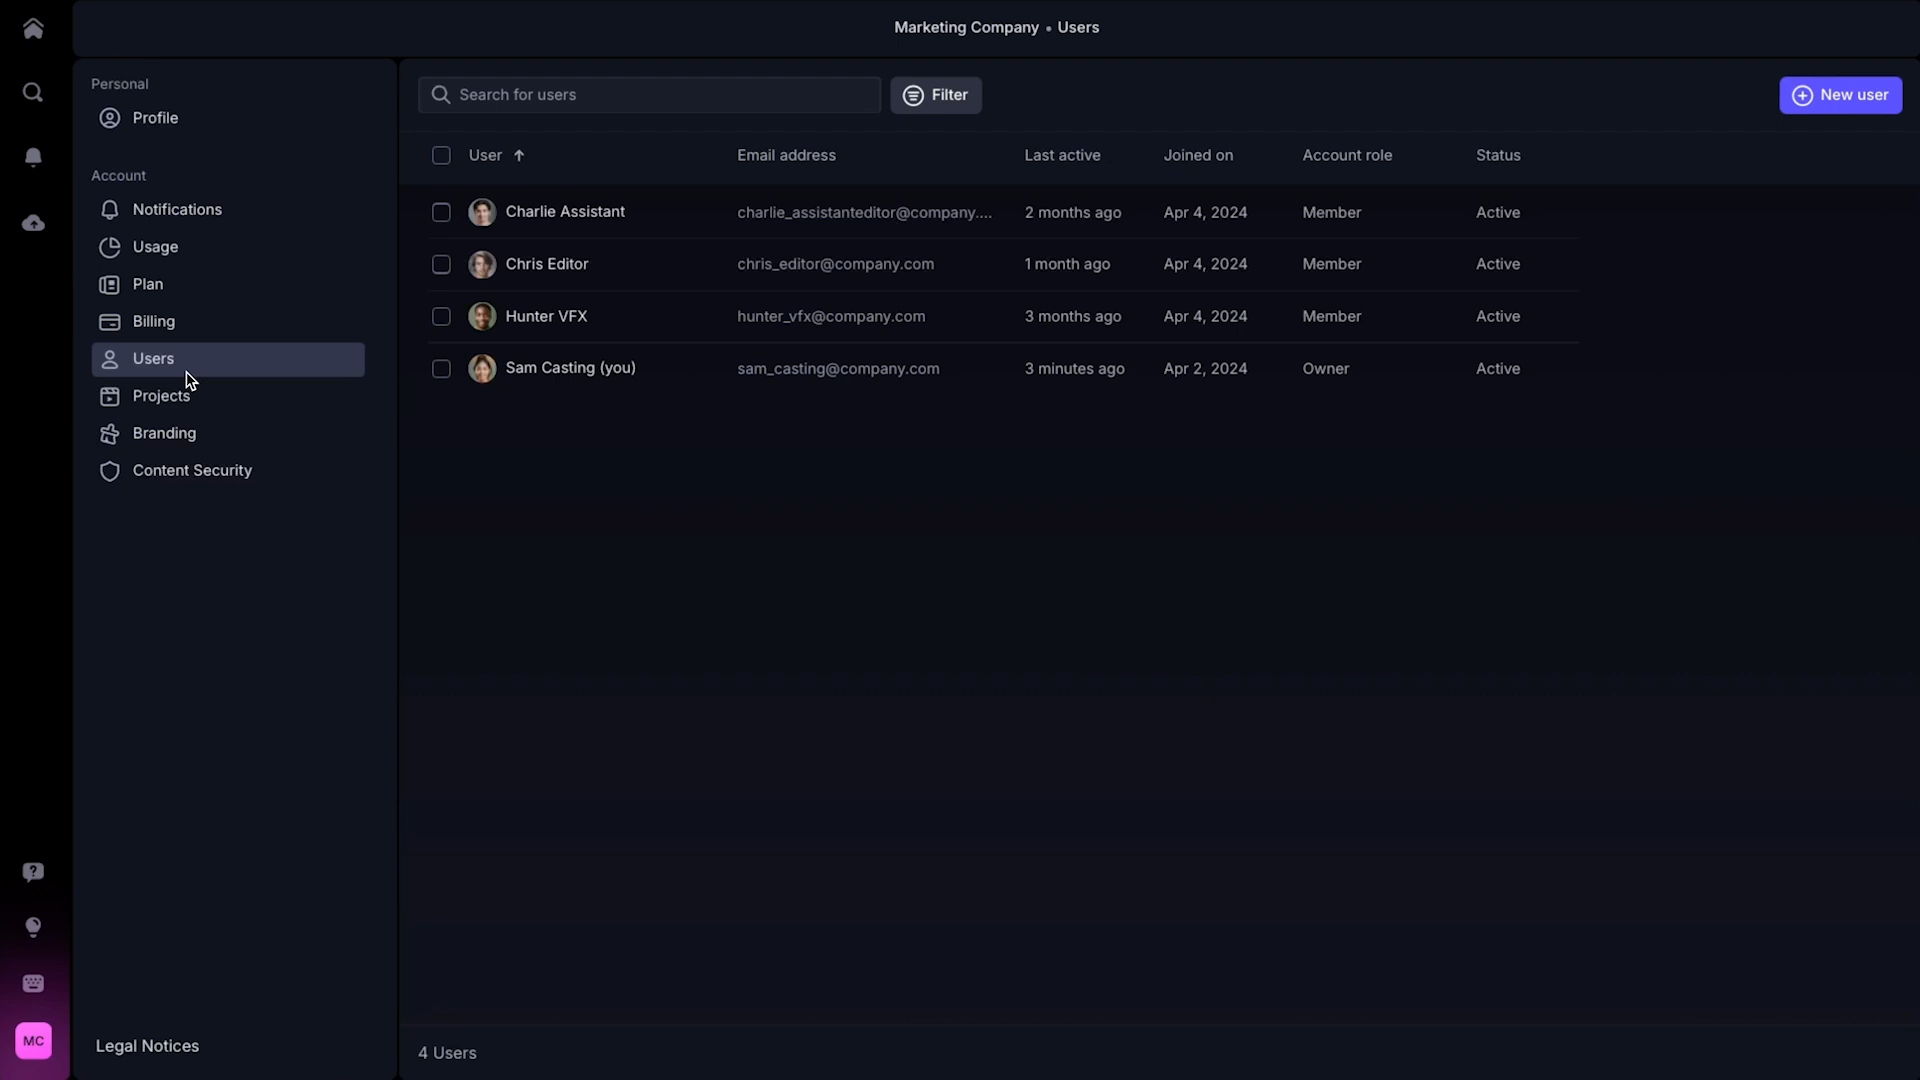 Marketing Company • Users
Personal
Profile
Account
Notifications
Usage
Plan
Billing
Users
Projects
Branding
Content Security
Legal Notices
MC
Search for users
Filter
New user
User Email address Last active Joined on Account role Status
Charlie Assistant charlie_assistanteditor@company.... 2 months ago Apr 4, 2024 Member Active
Chris Editor chris_editor@company.com 1 month ago Apr 4, 2024 Member Active
Hunter VFX hunter_vfx@company.com 3 months ago Apr 4, 2024 Member Active
Sam Casting (you) sam_casting@company.com 3 minutes ago Apr 2, 2024 Owner Active
4 Users